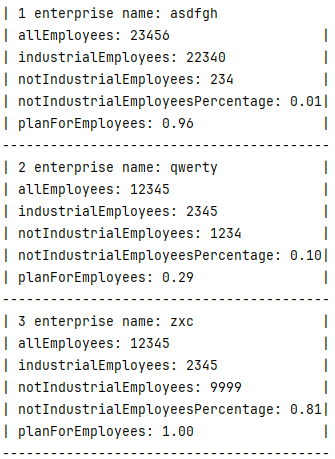 | 1 enterprise name: asdfgh
| allEmployees: 23456 |
| industrialEmployees: 22340 |
| notIndustrialEmployees: 234 |
| notIndustrialEmployeesPercentage: 0.01|
| planForEmployees: 0.96 |
-----------------------------------------
| 2 enterprise name: qwerty |
| allEmployees: 12345 |
| industrialEmployees: 2345 |
| notIndustrialEmployees: 1234 |
| notIndustrialEmployeesPercentage: 0.10|
| planForEmployees: 0.29 |
-----------------------------------------
| 3 enterprise name: zxc |
| allEmployees: 12345 |
| industrialEmployees: 2345 |
| notIndustrialEmployees: 9999 |
| notIndustrialEmployeesPercentage: 0.81|
| planForEmployees: 1.00 |
-----------------------------------------